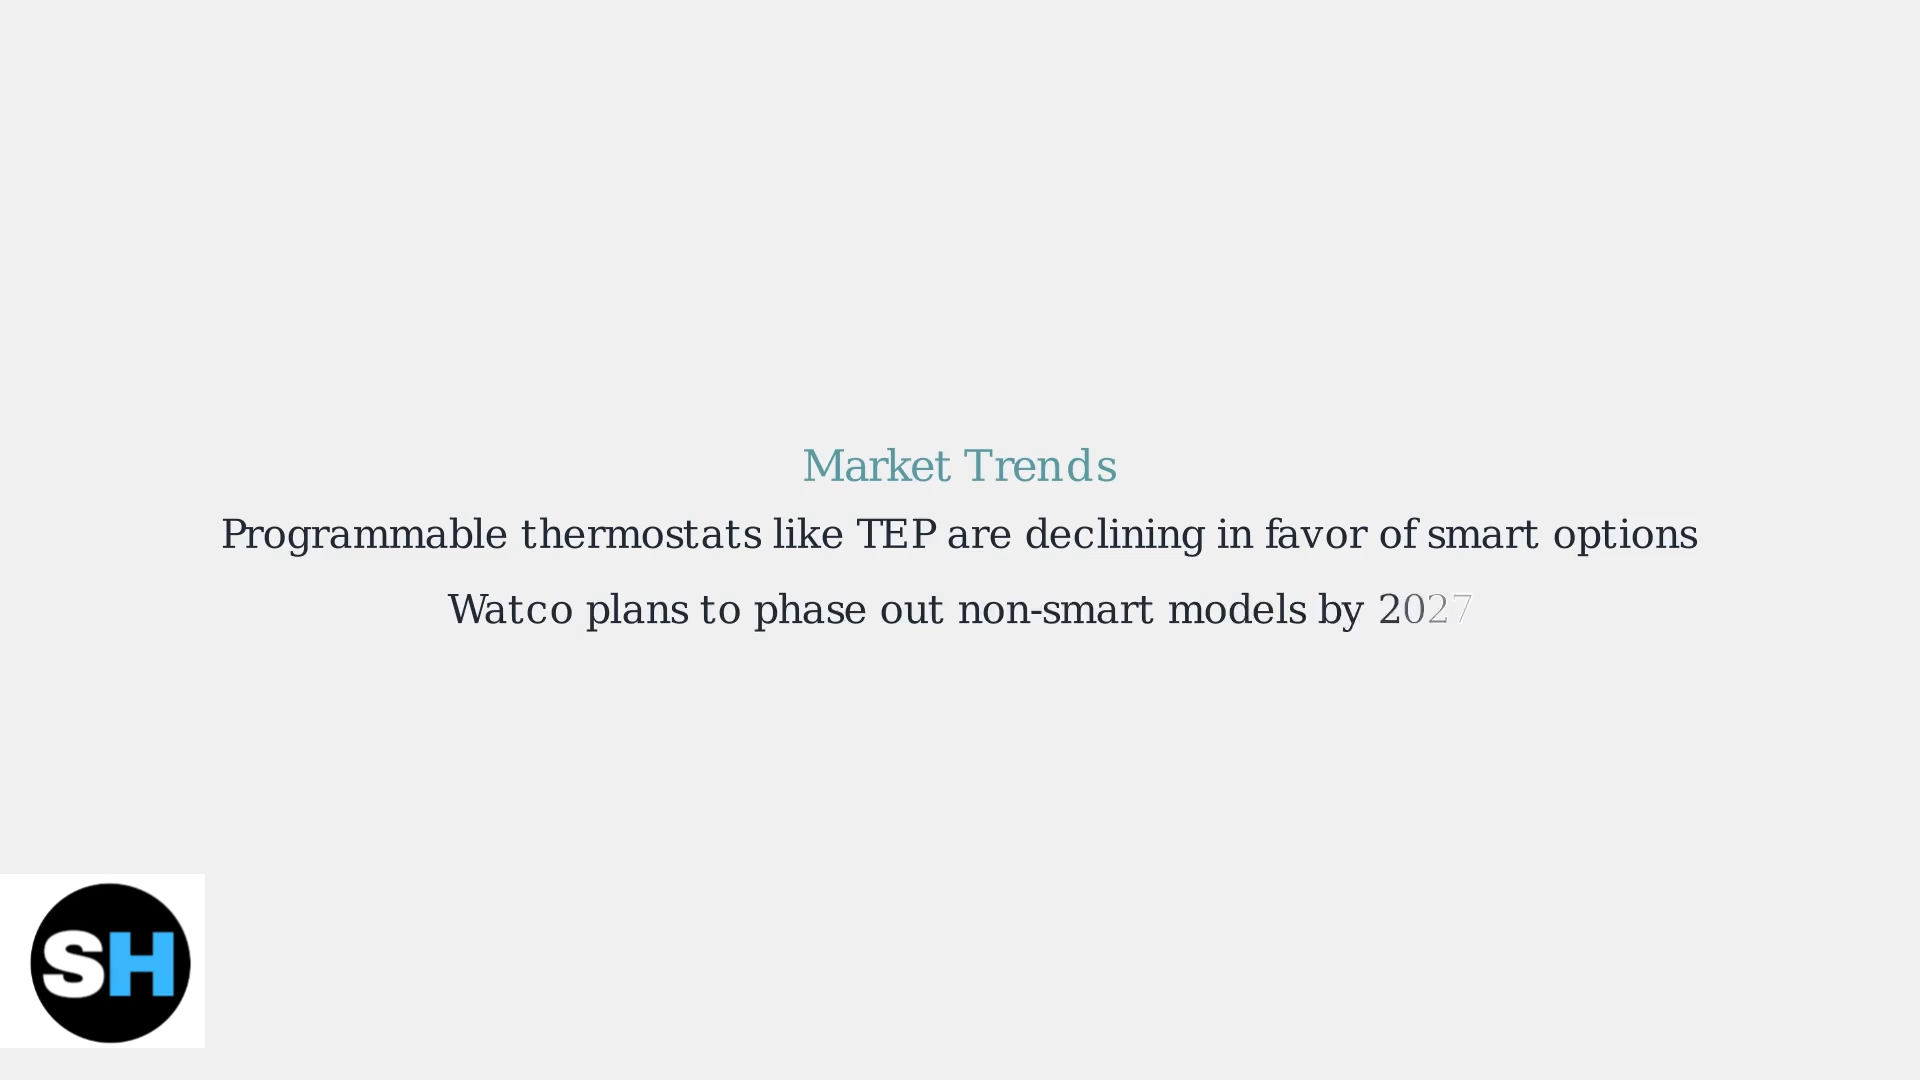 Market Trends
Programmable thermostats like TEP are declining in favor of smart options
Watco plans to phase out non-smart models by 2027
SH